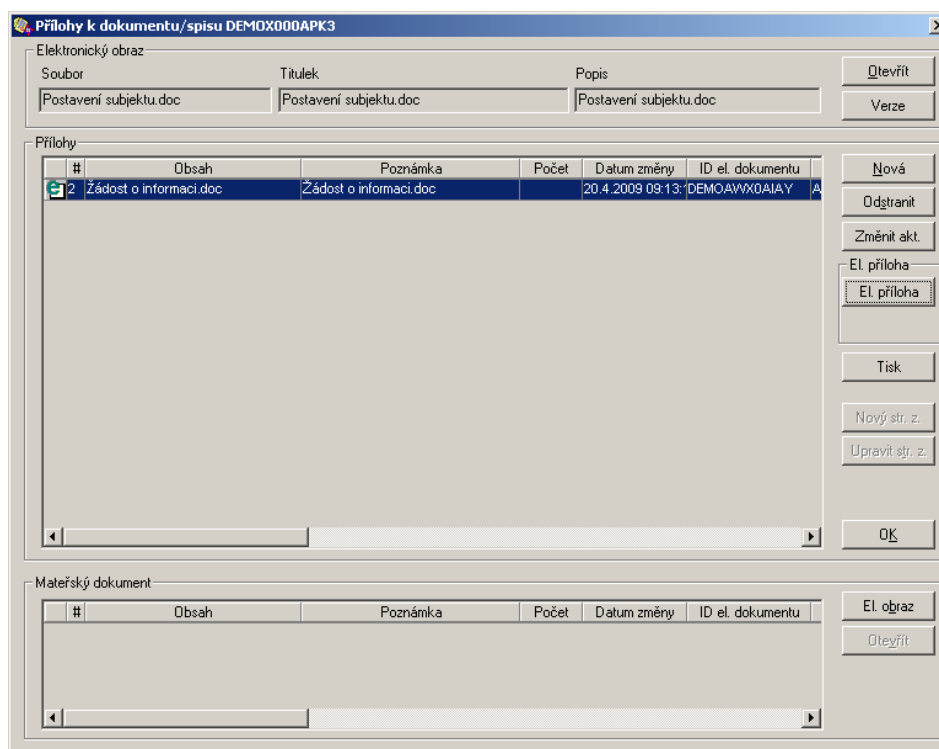 Přílohy k dokumentu/spisu DEMOX000APK3
Elektronický obraz
Soubor Titulek Popis
Postavení subjektu.doc Postavení subjektu.doc Postavení subjektu.doc
Otevřít
Verze
Přílohy
# Obsah Poznámka Počet Datum změny ID el. dokumentu
2 Žádost o informaci.doc Žádost o informaci.doc 20.4.2009 09:13: DEMOAVVX0AIAY A
Nová
Odstranit
Změnit akt.
El. příloha
El. příloha
Tisk
Nový str. z.
Upravit str. z.
OK
Mateřský dokument
# Obsah Poznámka Počet Datum změny ID el. dokumentu
El. obraz
Otevřít